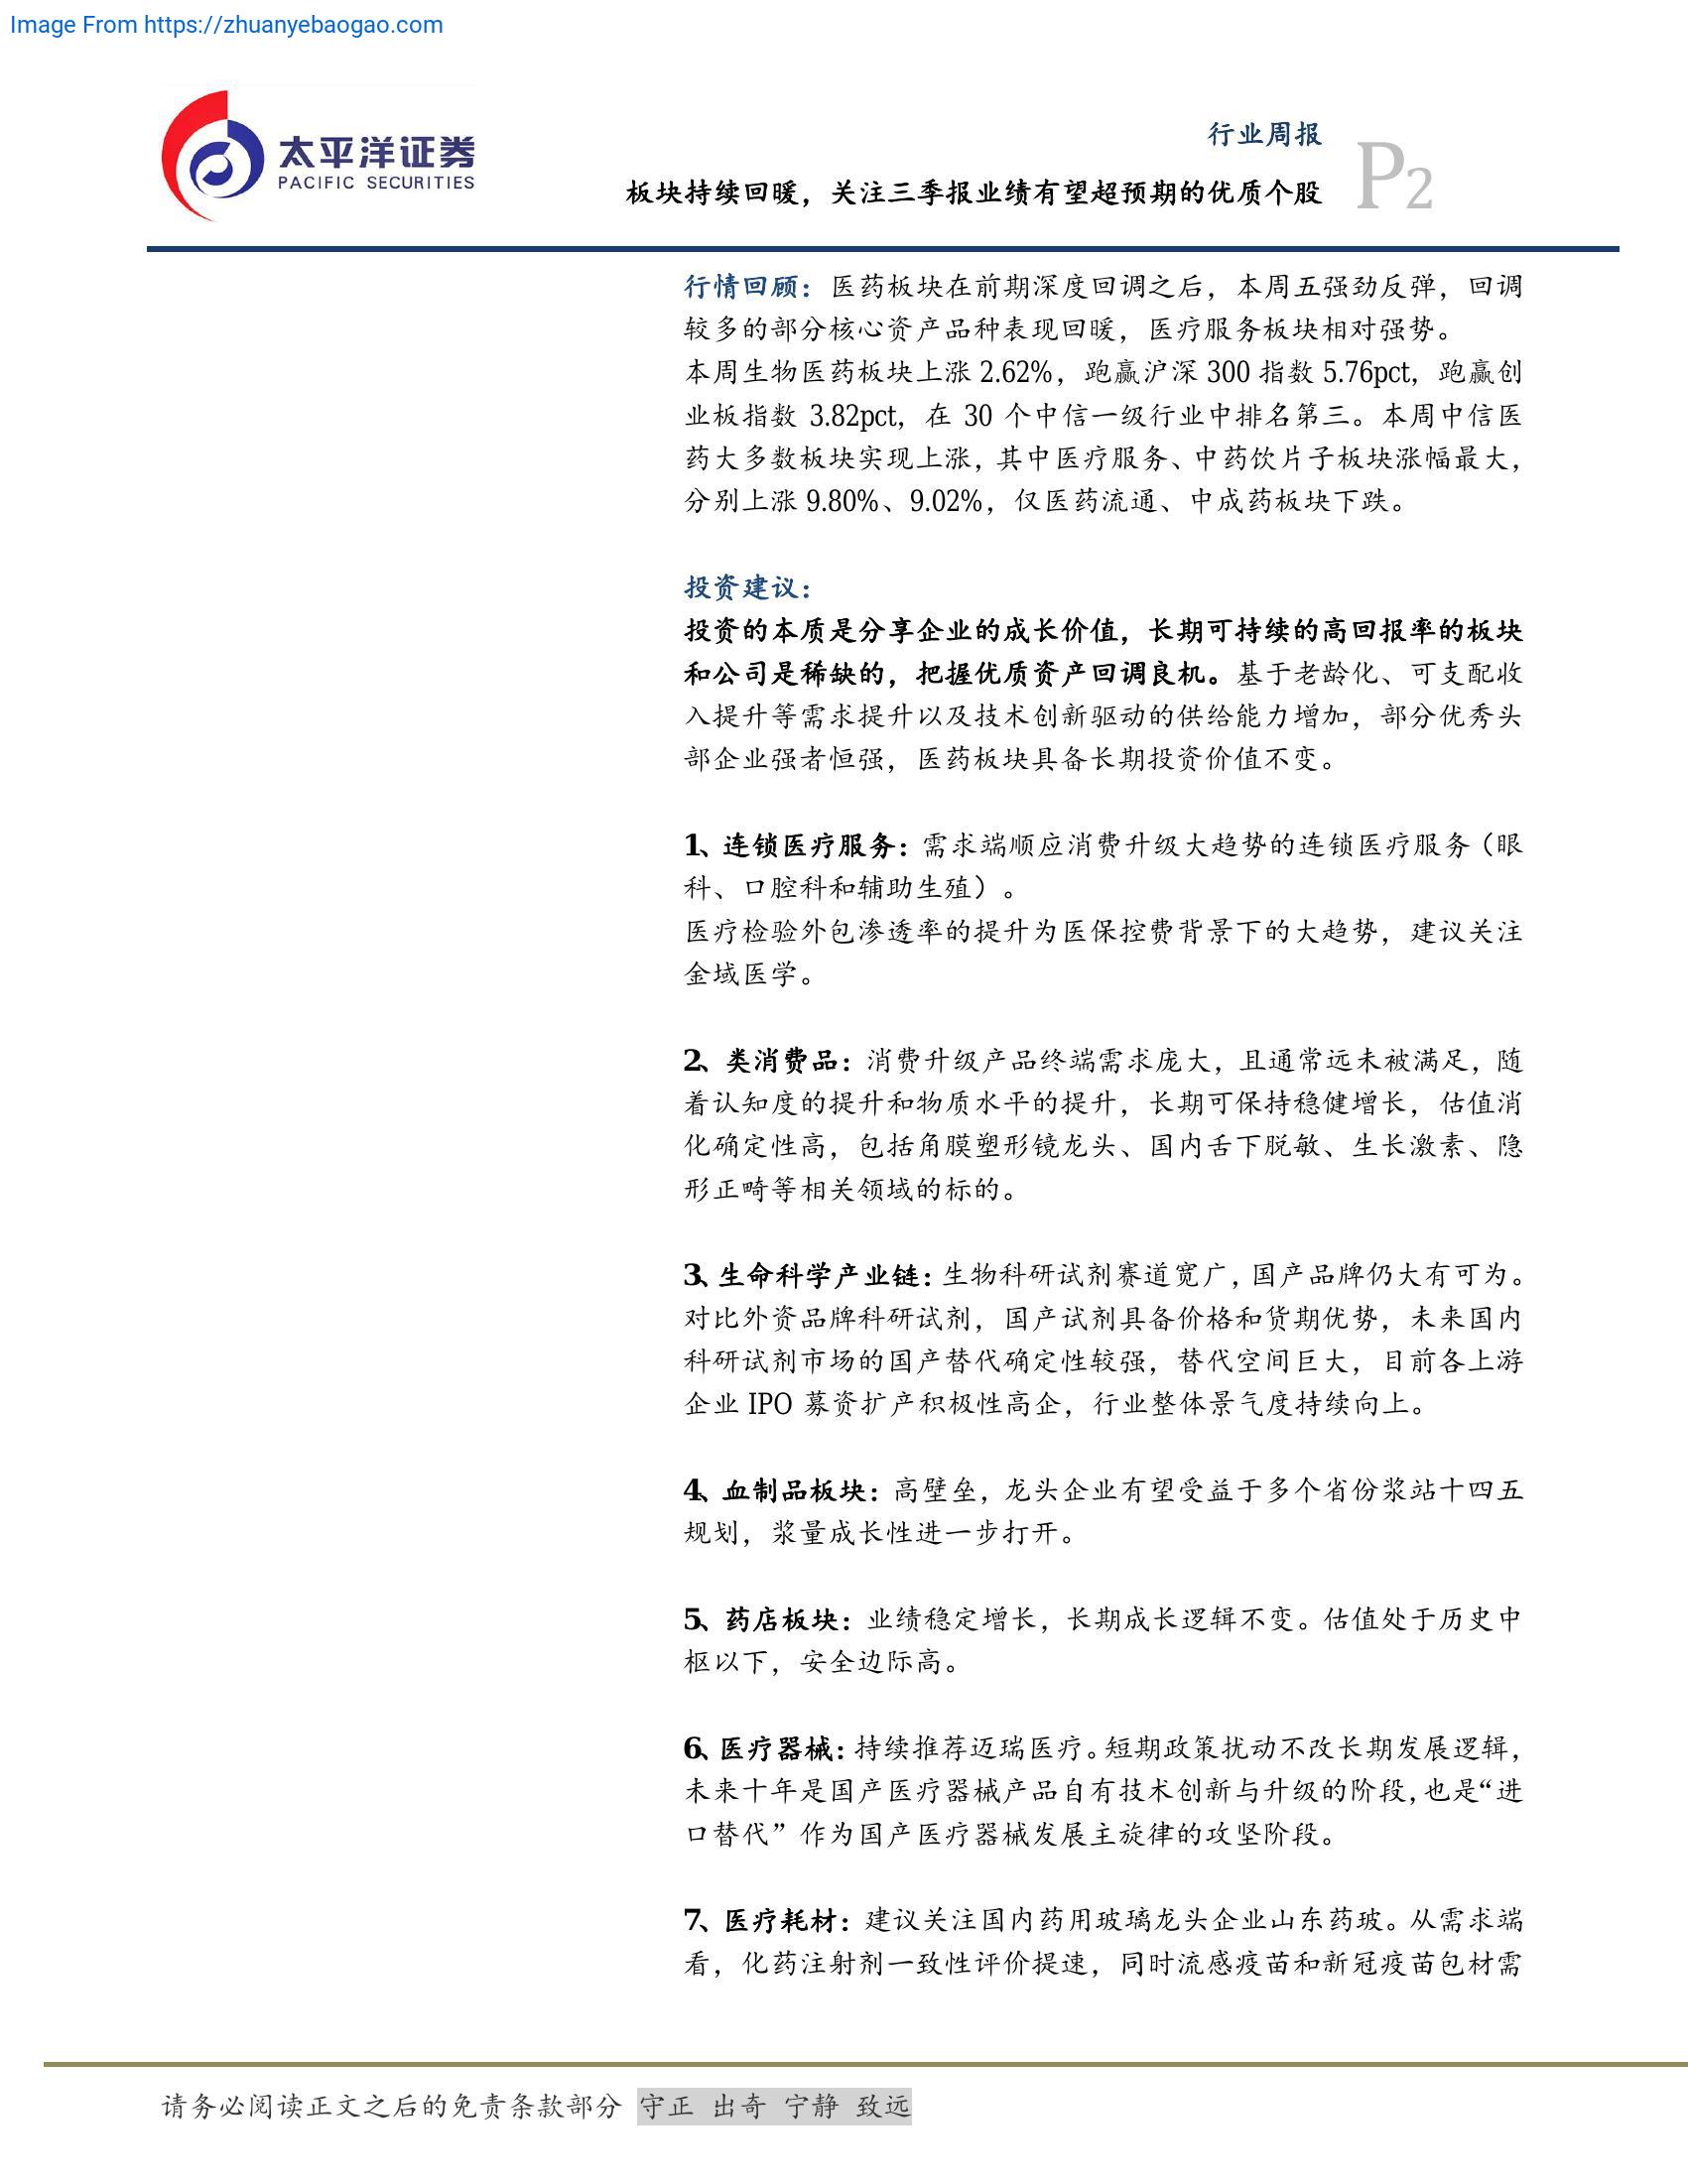 Image From https://zhuanyebaogao.com
太平洋证券
PACIFIC SECURITIES
行业周报
板块持续回暖，关注三季报业绩有望超预期的优质个股
P2
行情回顾：医药板块在前期深度回调之后，本周五强劲反弹，回调
较多的部分核心资产品种表现回暖，医疗服务板块相对强势。
本周生物医药板块上涨 2.62%，跑赢沪深 300 指数 5.76pct，跑赢创
业板指数 3.82pct，在 30 个中信一级行业中排名第三。本周中信医
药大多数板块实现上涨，其中医疗服务、中药饮片子板块涨幅最大，
分别上涨 9.80%、9.02%，仅医药流通、中成药板块下跌。
投资建议：
投资的本质是分享企业的成长价值，长期可持续的高回报率的板块
和公司是稀缺的，把握优质资产回调良机。基于老龄化、可支配收
入提升等需求提升以及技术创新驱动的供给能力增加，部分优秀头
部企业强者恒强，医药板块具备长期投资价值不变。
1、连锁医疗服务：需求端顺应消费升级大趋势的连锁医疗服务（眼
科、口腔科和辅助生殖）。
医疗检验外包渗透率的提升为医保控费背景下的大趋势，建议关注
金域医学。
2、类消费品：消费升级产品终端需求庞大，且通常远未被满足，随
着认知度的提升和物质水平的提升，长期可保持稳健增长，估值消
化确定性高，包括角膜塑形镜龙头、国内舌下脱敏、生长激素、隐
形正畸等相关领域的标的。
3、生命科学产业链：生物科研试剂赛道宽广，国产品牌仍大有可为。
对比外资品牌科研试剂，国产试剂具备价格和货期优势，未来国内
科研试剂市场的国产替代确定性较强，替代空间巨大，目前各上游
企业 IPO 募资扩产积极性高企，行业整体景气度持续向上。
4、血制品板块：高壁垒，龙头企业有望受益于多个省份浆站十四五
规划，浆量成长性进一步打开。
5、药店板块：业绩稳定增长，长期成长逻辑不变。估值处于历史中
枢以下，安全边际高。
6、医疗器械：持续推荐迈瑞医疗。短期政策扰动不改长期发展逻辑，
未来十年是国产医疗器械产品自有技术创新与升级的阶段，也是“进
口替代”作为国产医疗器械发展主旋律的攻坚阶段。
7、医疗耗材：建议关注国内药用玻璃龙头企业山东药玻。从需求端
看，化药注射剂一致性评价提速，同时流感疫苗和新冠疫苗包材需
请务必阅读正文之后的免责条款部分 守正 出奇 宁静 致远